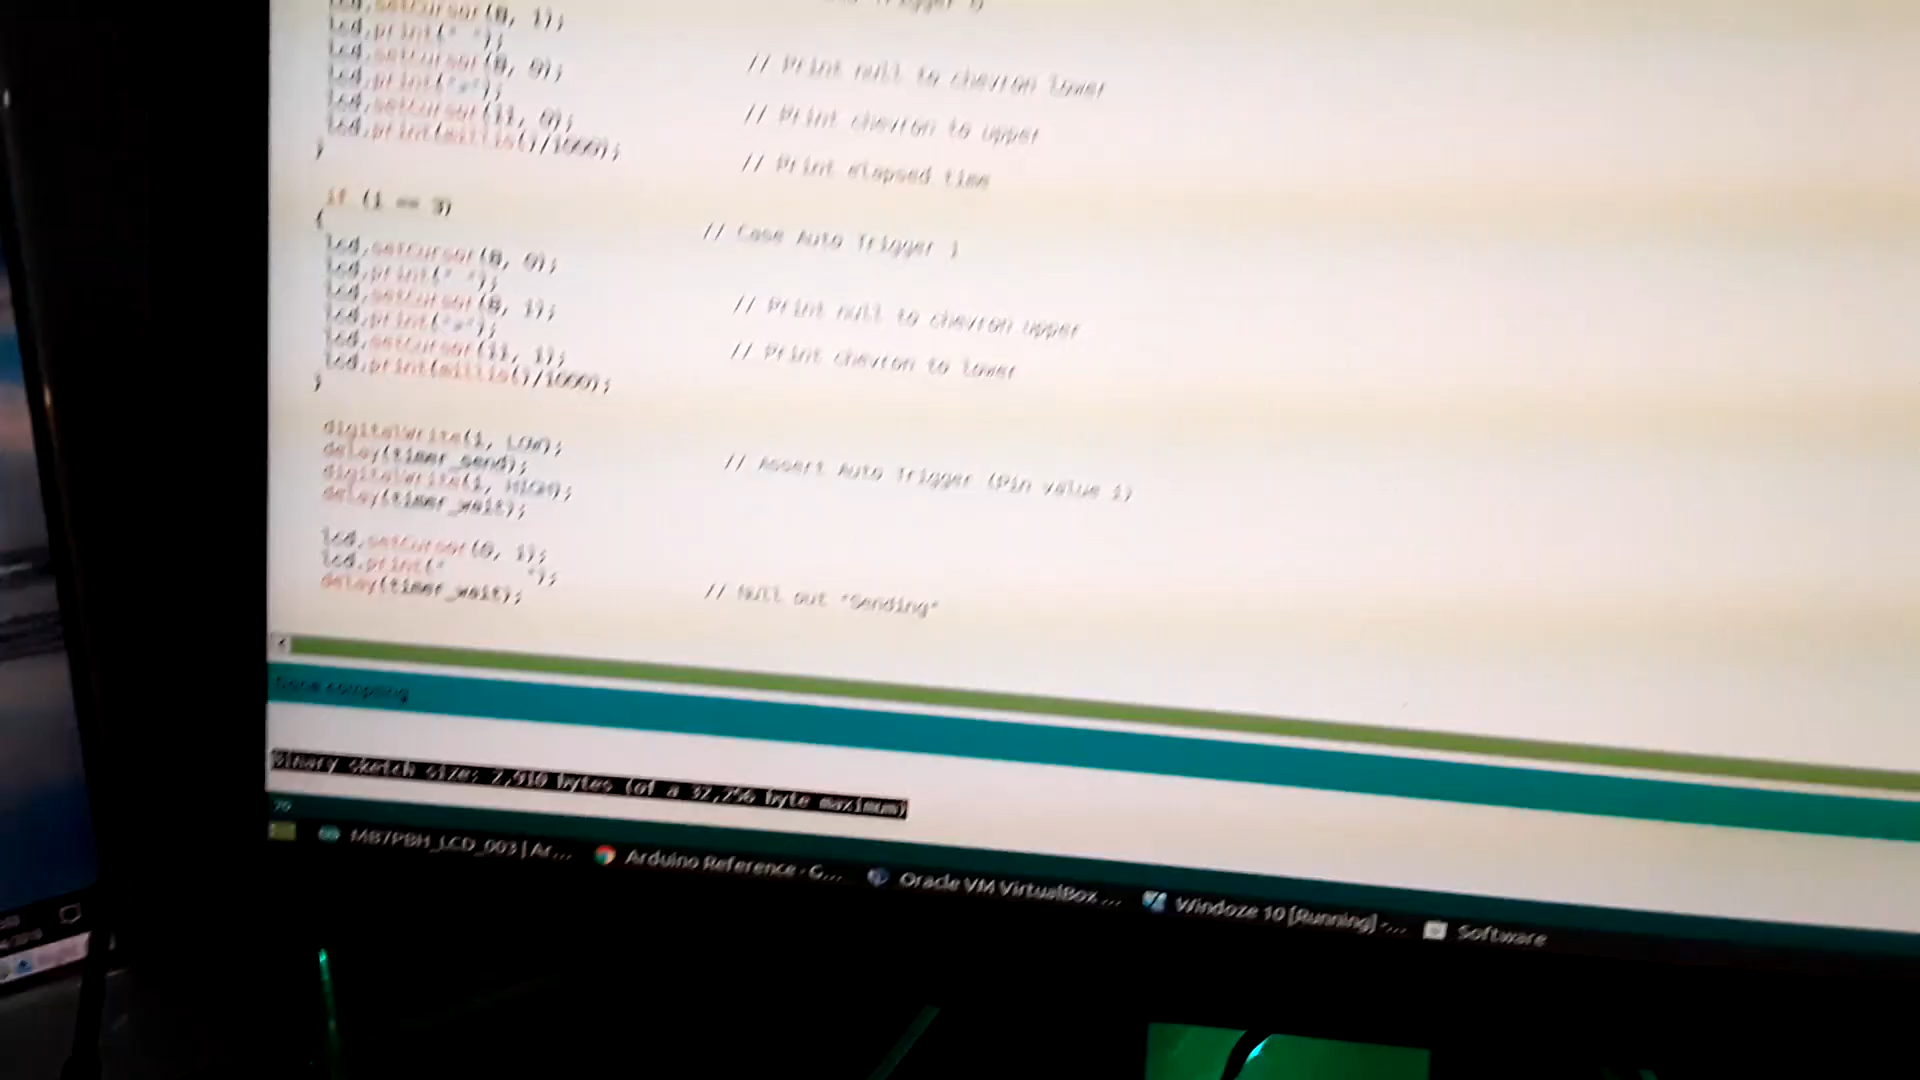 lcd.setCursor(8, 1);
lcd.print(" ");
lcd.setCursor(8, 0); // Print null to chevron lower
lcd.print(">");
lcd.setCursor(11, 0); // Print chevron to upper
lcd.print(millis()/1000);
} // Print elapsed time
if (i == 3)
{ // Case Auto Trigger
lcd.setCursor(8, 0);
lcd.print(" ");
lcd.setCursor(8, 1); // Print null to chevron upper
lcd.print(">");
lcd.setCursor(11, 1); // Print chevron to lower
lcd.print(millis()/1000);
}
digitalWrite(i, LOW);
delay(timer_send); // Assert Auto Trigger (Pin value i)
digitalWrite(i, HIGH);
delay(timer_wait);
lcd.setCursor(0, 1);
lcd.print(" ");
delay(timer_wait); // Null out "Sending"
Done compiling
Binary sketch size: 2,910 bytes (of a 32,256 byte maximum)
70
MB7PBH_LCD_003 | Ar...
Arduino Reference - G...
Oracle VM VirtualBox ...
Windoze 10 [Running] -...
Software